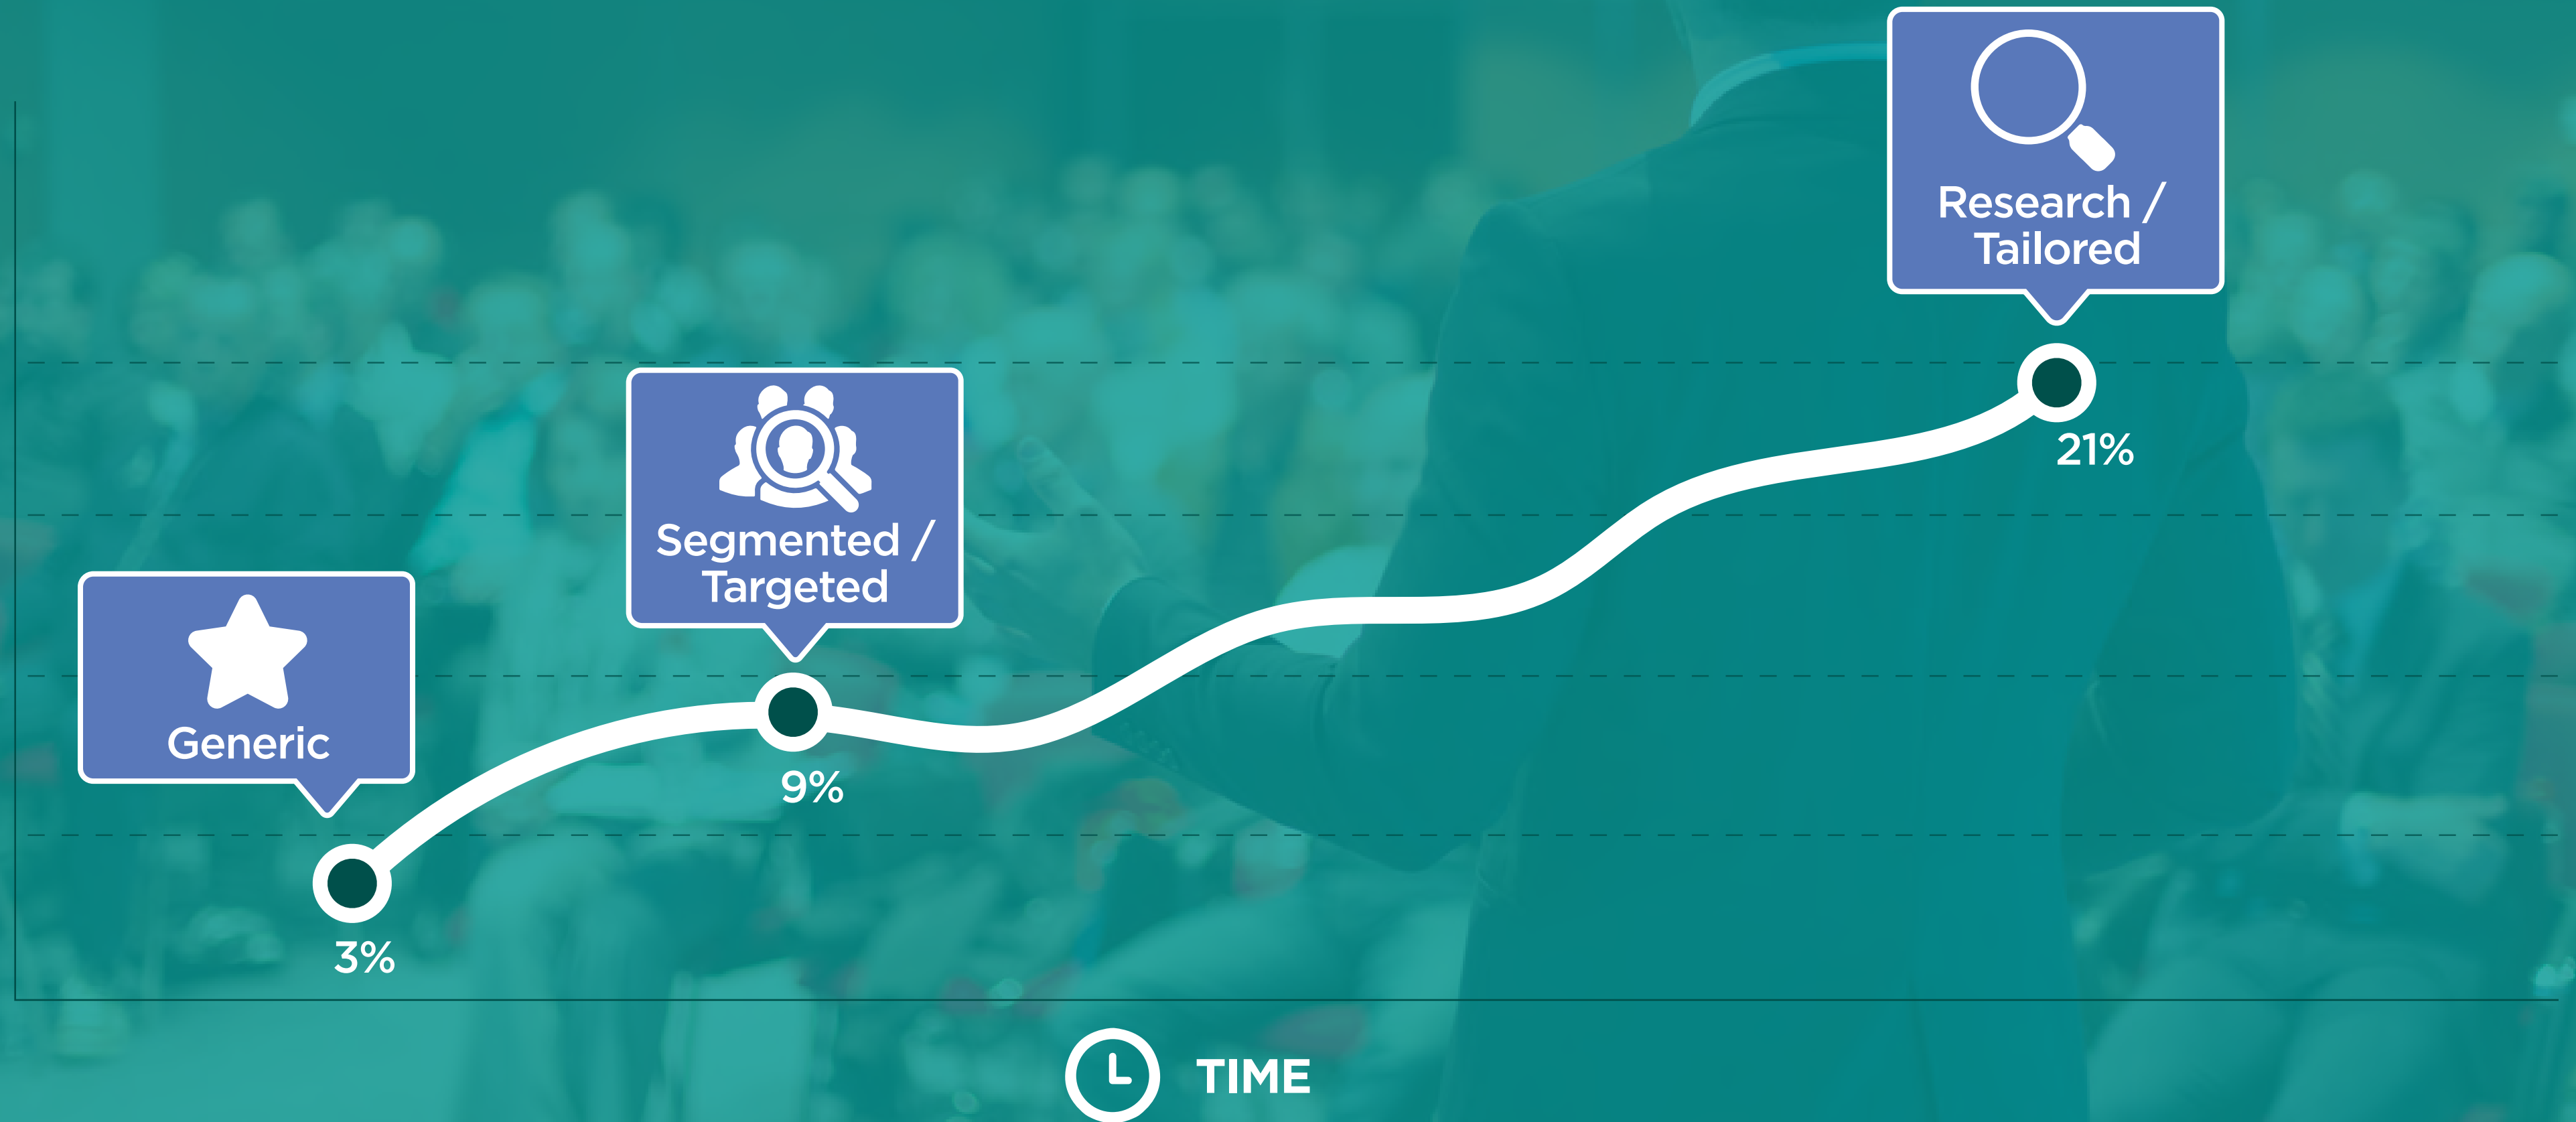 Research /
Tailored
21%
Segmented /
Targeted
9%
Generic
3%
TIME